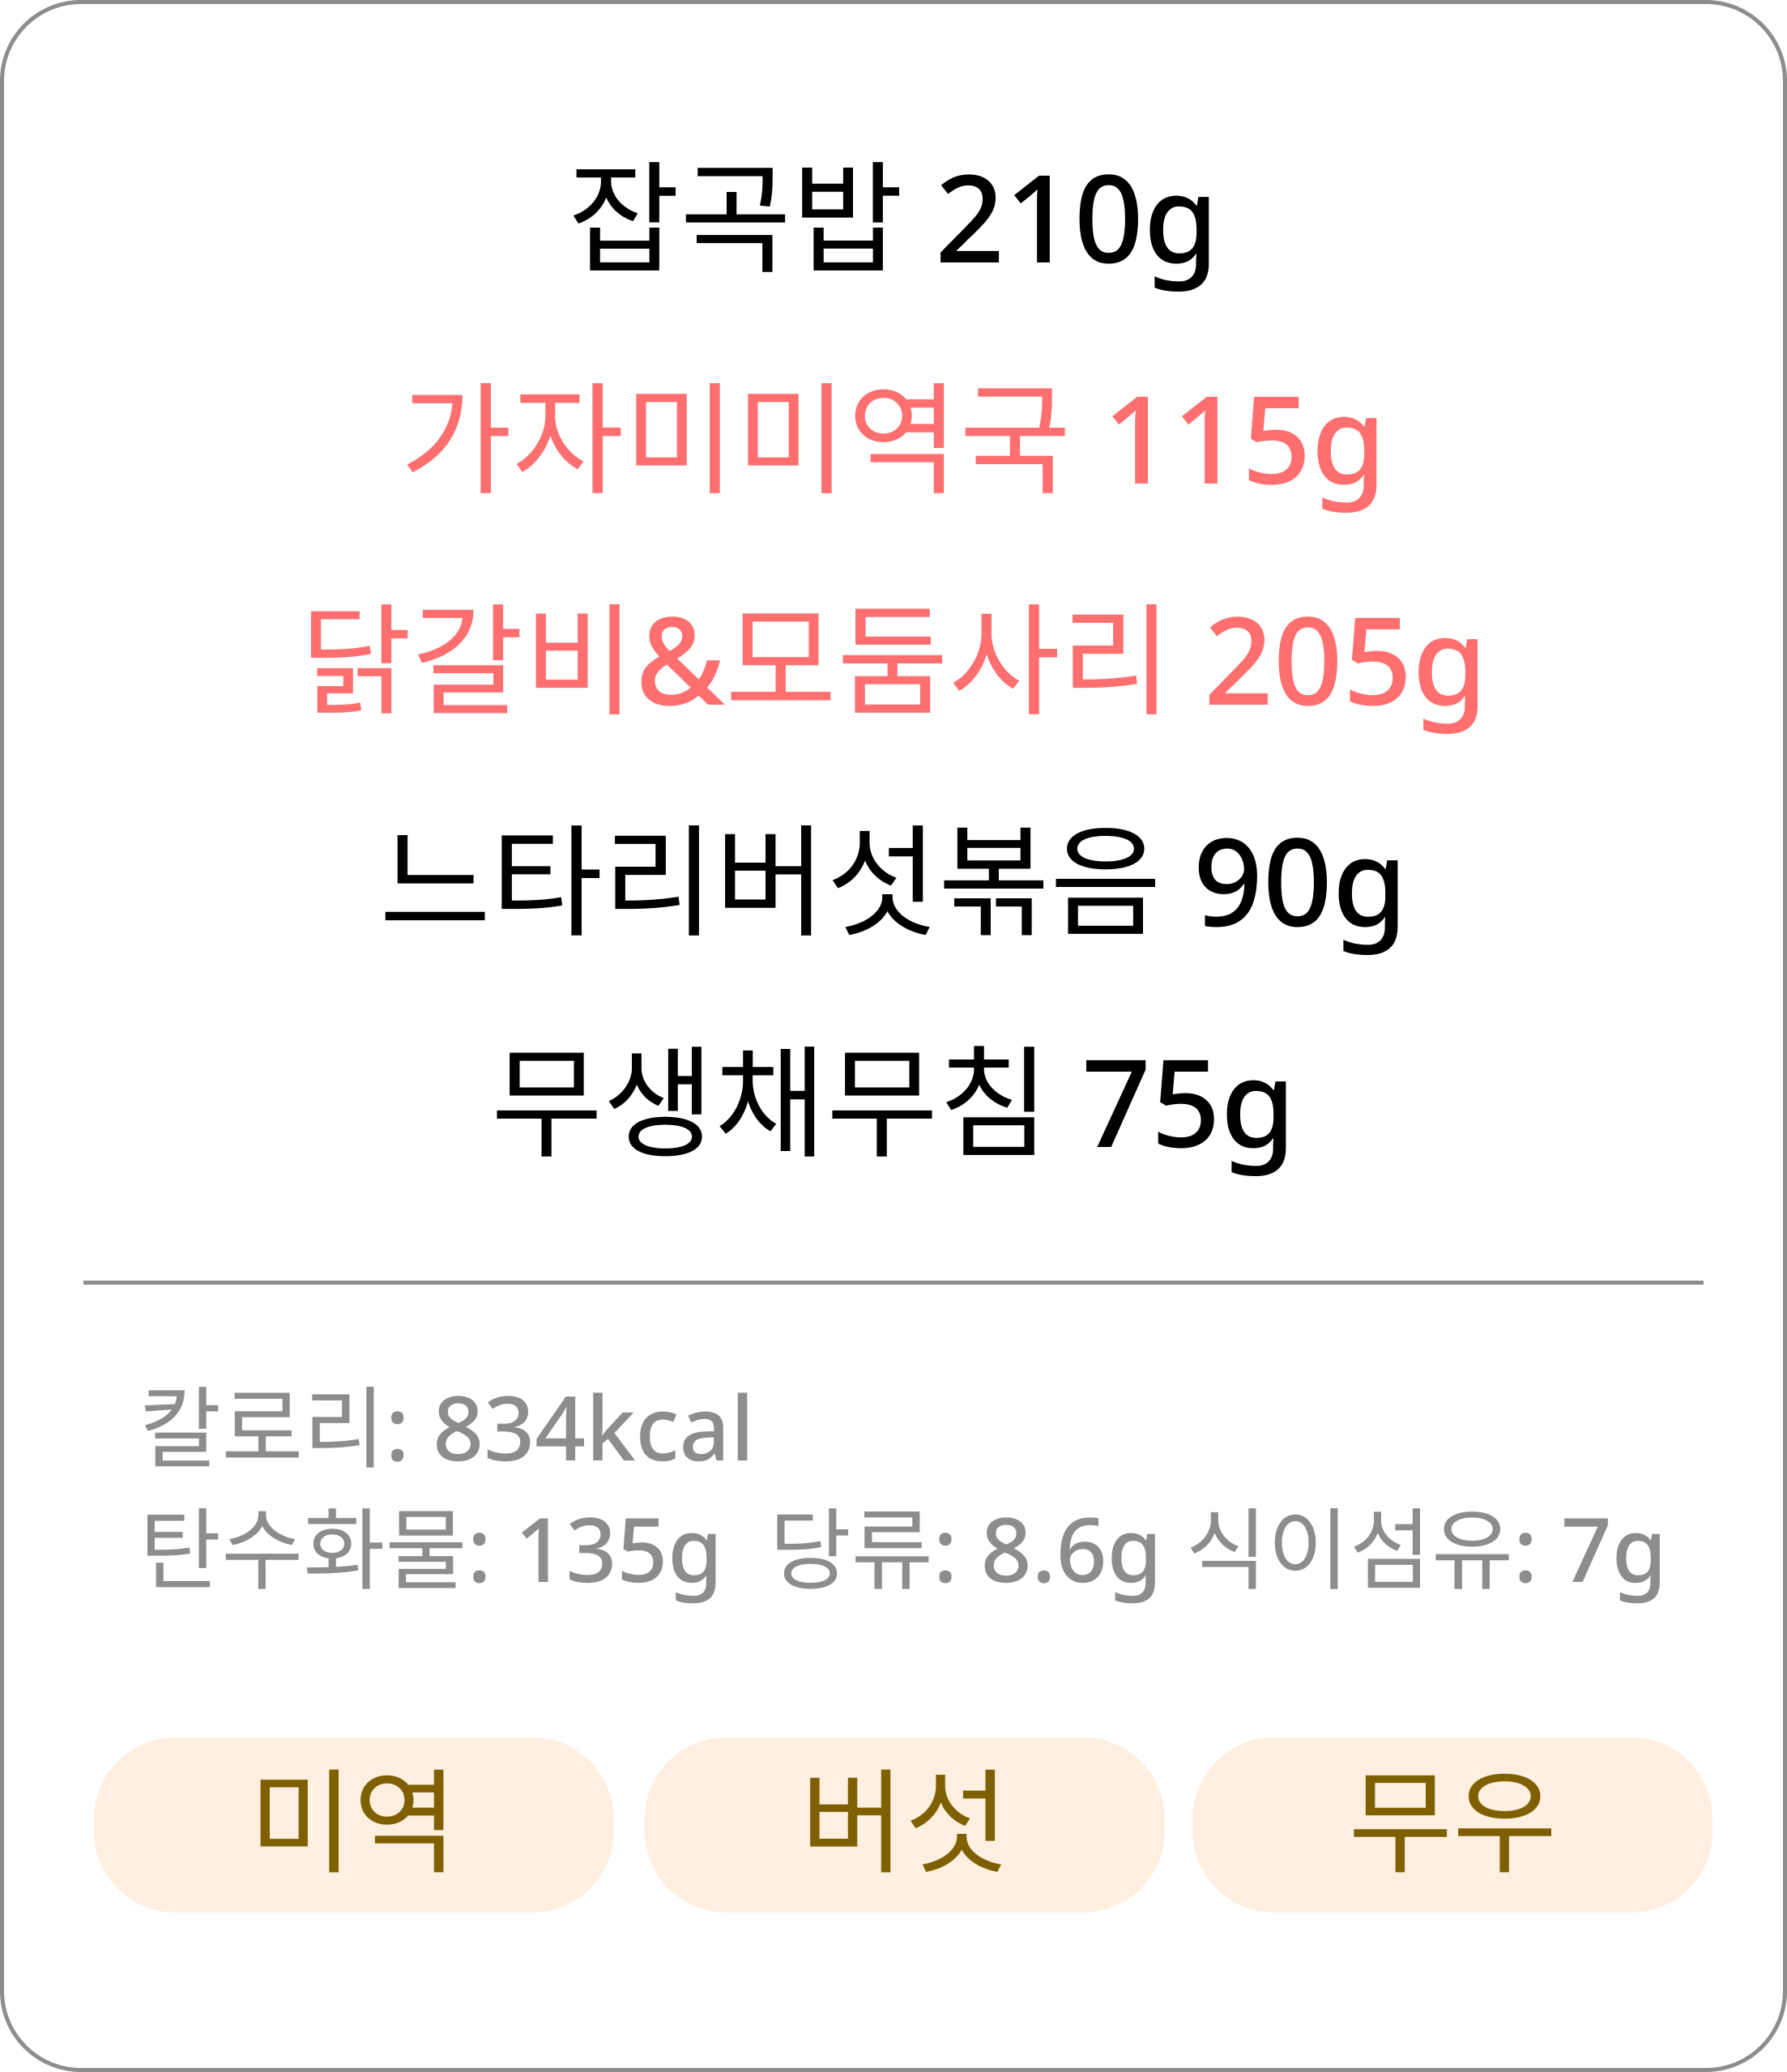 잡곡밥 210g
가자미미역국 115g
닭갈비&모듬사리 205g
느타리버섯볶음 90g
무생채무침 75g
칼로리: 834kcal
탄수화물: 135g 당류: 8.6g 식이섬유: 7g
미역 버섯 무우